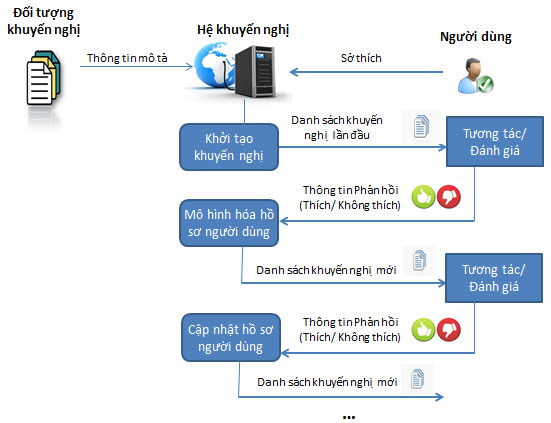 Đối tượng
khuyến nghị
Hệ khuyến nghị
Người dùng
Thông tin mô tả
Sở thích
Khởi tạo
khuyến nghị
Danh sách khuyến
nghị lần đầu
Tương tác/
Đánh giá
Thông tin Phản hồi
(Thích/ Không thích)
Mô hình hóa hồ
sơ người dùng
Danh sách khuyến nghị mới
Tương tác/
Đánh giá
Thông tin Phản hồi
(Thích/ Không thích)
Cập nhật hồ sơ
người dùng
Danh sách khuyến nghị mới
...